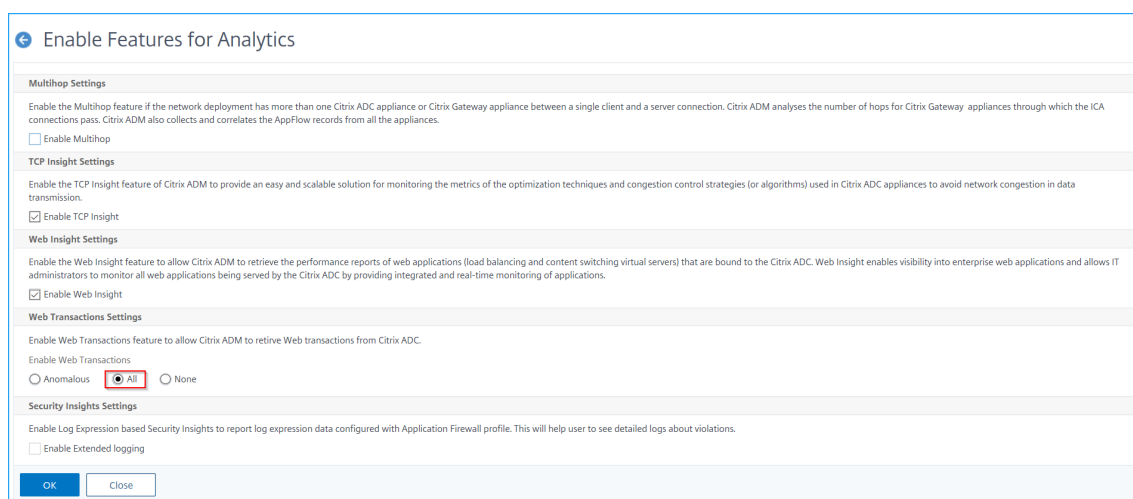 Enable Features for Analytics
Multihop Settings
Enable the Multihop feature if the network deployment has more than one Citrix ADC appliance or Citrix Gateway appliance between a single client and a server connection. Citrix ADM analyses the number of hops for Citrix Gateway appliances through which the ICA
connections pass. Citrix ADM also collects and correlates the AppFlow records from all the appliances.
Enable Multihop
TCP Insight Settings
Enable the TCP Insight feature of Citrix ADM to provide an easy and scalable solution for monitoring the metrics of the optimization techniques and congestion control strategies (or algorithms) used in Citrix ADC appliances to avoid network congestion in data
transmission.
Enable TCP Insight
Web Insight Settings
Enable the Web Insight feature to allow Citrix ADM to retrieve the performance reports of web applications (load balancing and content switching virtual servers) that are bound to the Citrix ADC. Web Insight enables visibility into enterprise web applications and allows IT
administrators to monitor all web applications being served by the Citrix ADC by providing integrated and real-time monitoring of applications.
Enable Web Insight
Web Transactions Settings
Enable Web Transactions feature to allow Citrix ADM to retirve Web transactions from Citrix ADC.
Enable Web Transactions
Anomalous All None
Security Insights Settings
Enable Log Expression based Security Insights to report log expression data configured with Application Firewall profile. This will help user to see detailed logs about violations.
Enable Extended logging
OK Close